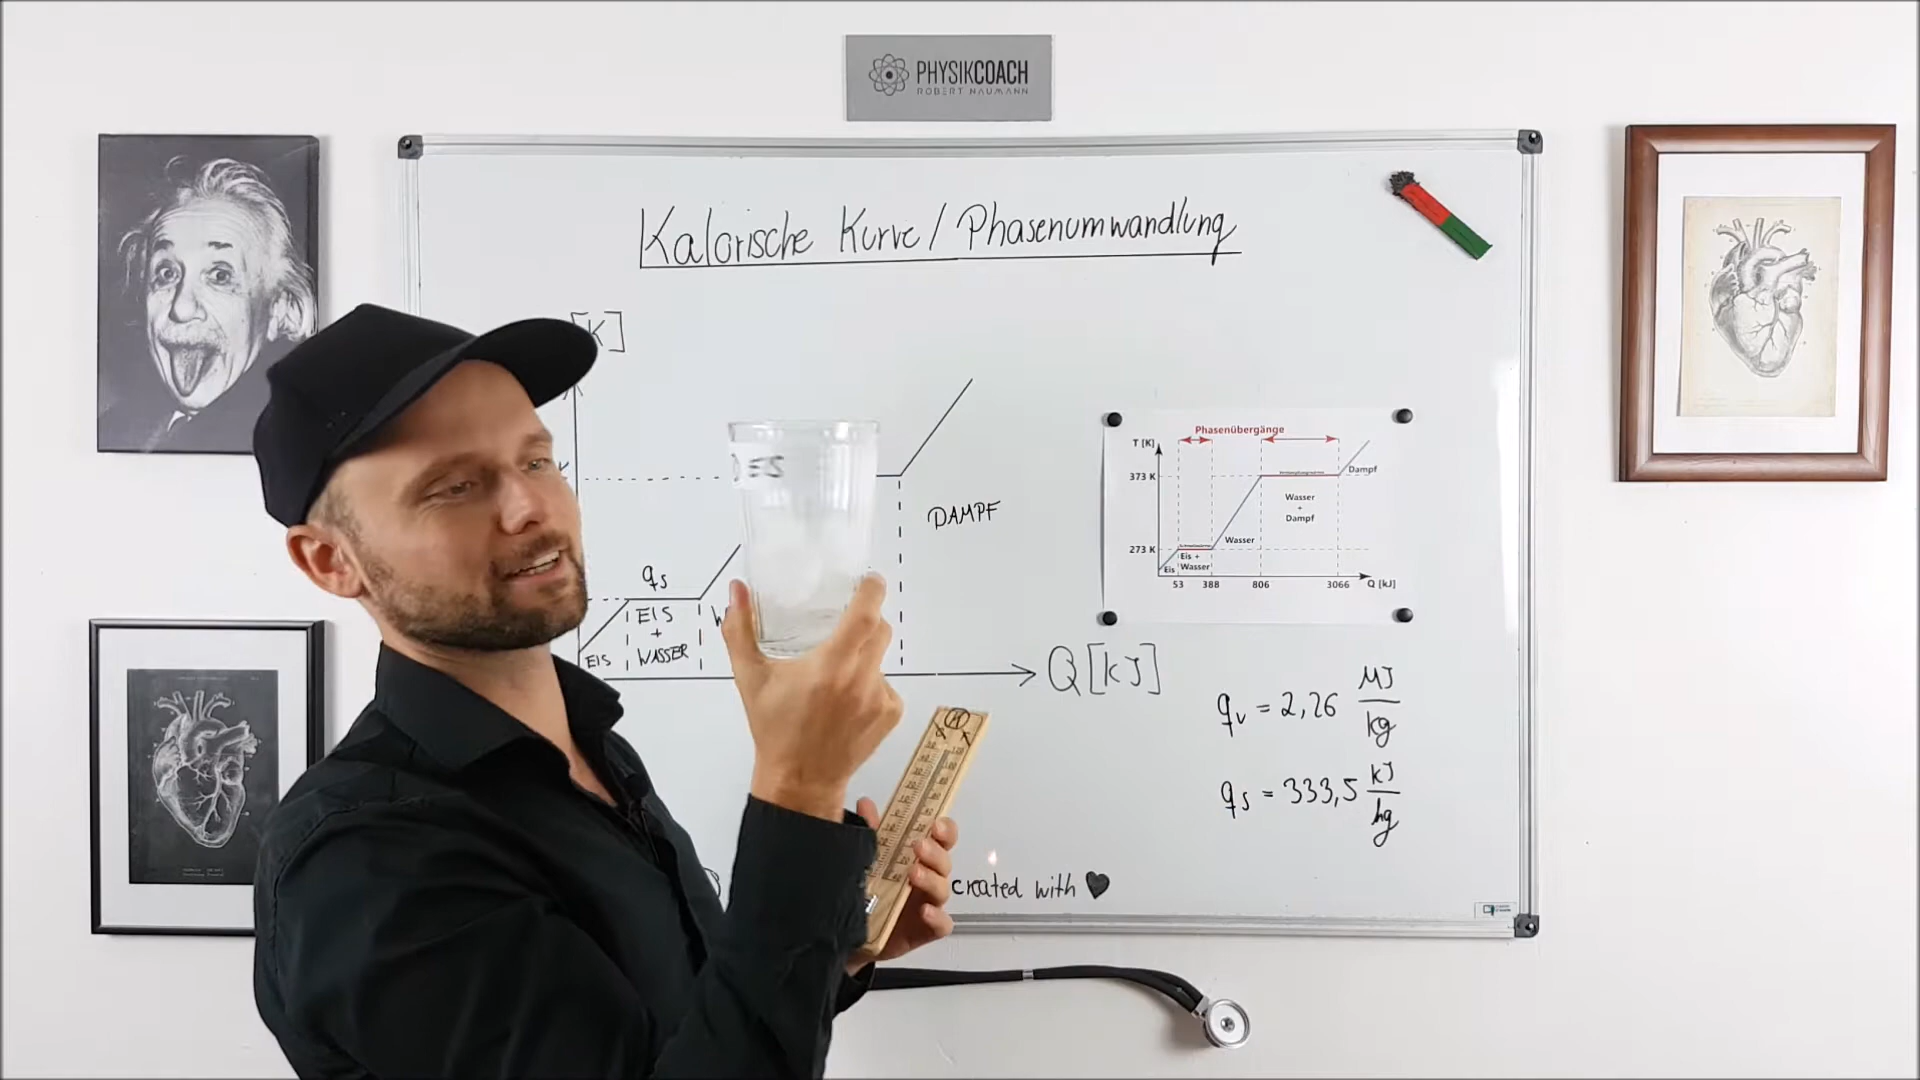 PHYSIKCOACH
ROBERT NAUMANN
Kalorische Kurve / Phasenumwandlung
[K]
DAMPF
qs
EIS
+
WASSER
EIS
Q [kJ]
EIS
Phasenübergänge
T [K]
373 K
273 K
Dampf
Wasser
+
Dampf
Wasser
Eis +
Wasser
Eis
53 388 806 3066 Q [kJ]
qv = 2,26 MJ/kg
qs = 333,5 kJ/kg
created with ♥